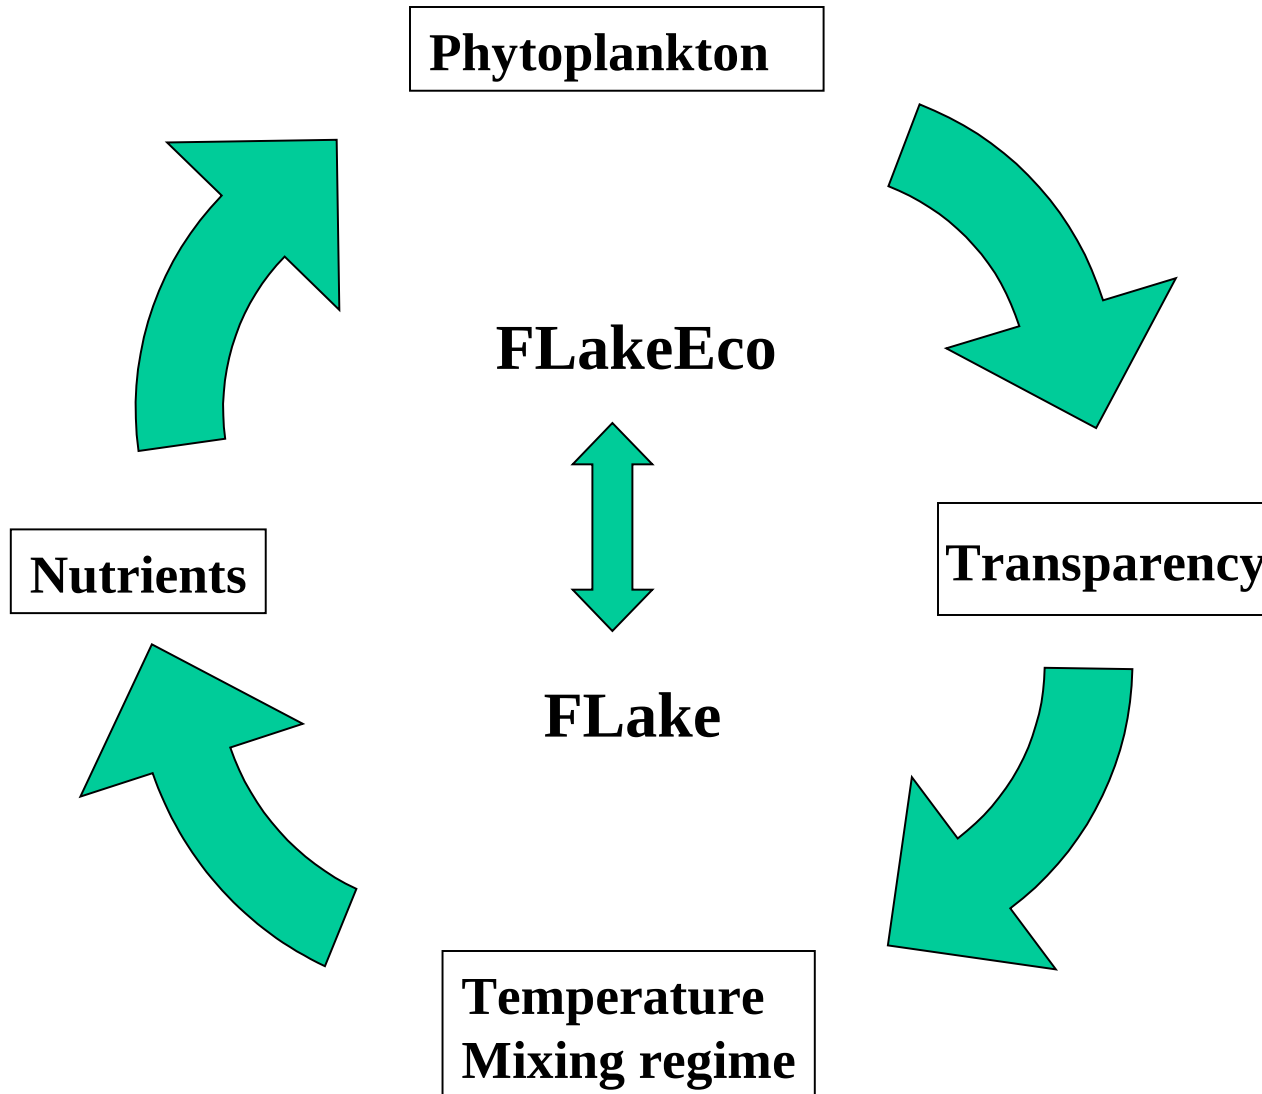 Phytoplankton
FLakeEco
Nutrients
Transparency
FLake
Temperature
Mixing regime